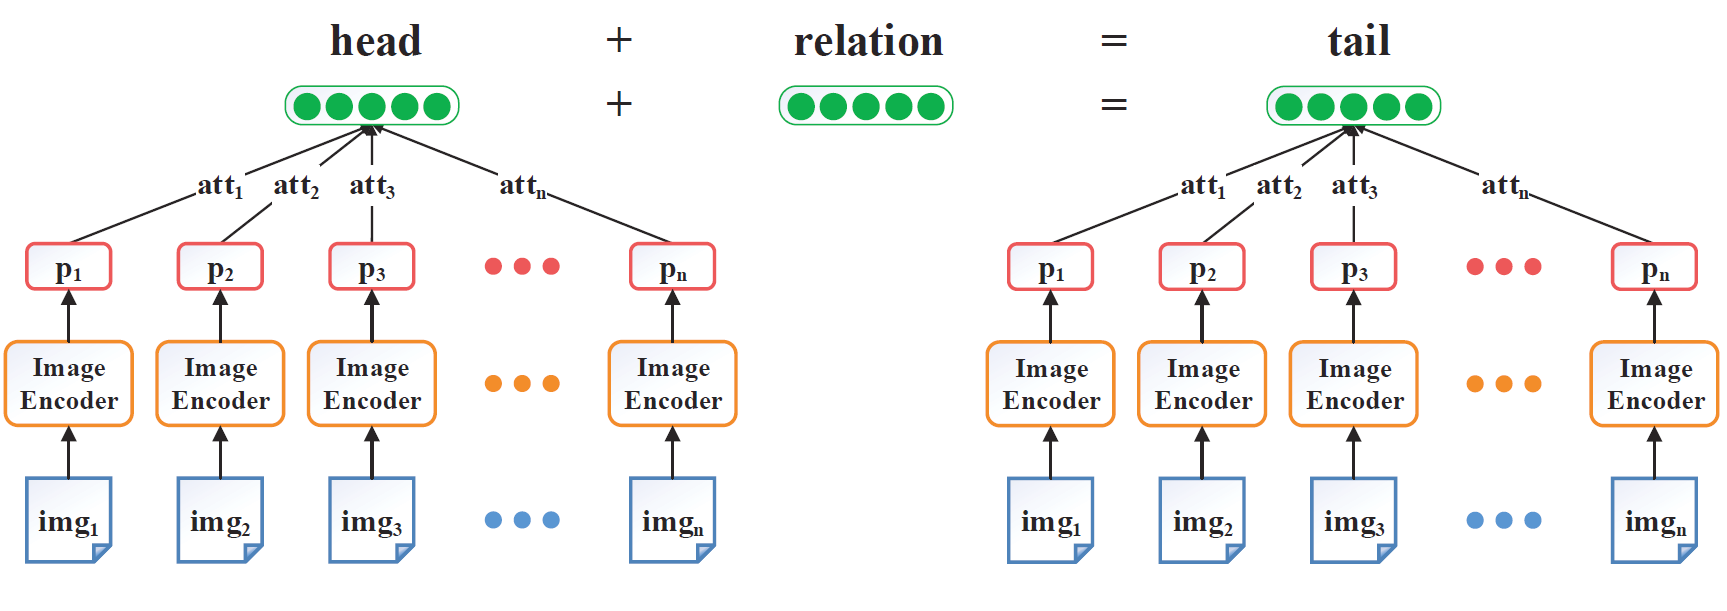 head + relation = tail
+ =
att1 att2 att3 attn att1 att2 att3 attn
p1 p2 p3 pn p1 p2 p3 pn
Image Image Image Image Image Image Image Image
Encoder Encoder Encoder Encoder Encoder Encoder Encoder Encoder
img1 img2 img3 imgn img1 img2 img3 imgn